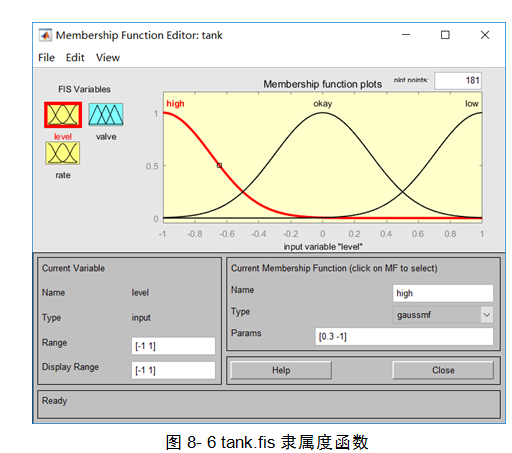 Membership Function Editor: tank
File Edit View
FIS Variables
level
valve
rate
Membership function plots
plot points:
181
high
okay
low
1
0.5
0
-1 -0.8 -0.6 -0.4 -0.2 0 0.2 0.4 0.6 0.8 1
input variable "level"
Current Variable
Name level
Type input
Range [-1 1]
Display Range [-1 1]
Current Membership Function (click on MF to select)
Name high
Type gaussmf
Params [0.3 -1]
Help Close
Ready
图 8- 6 tank.fis 隶属度函数